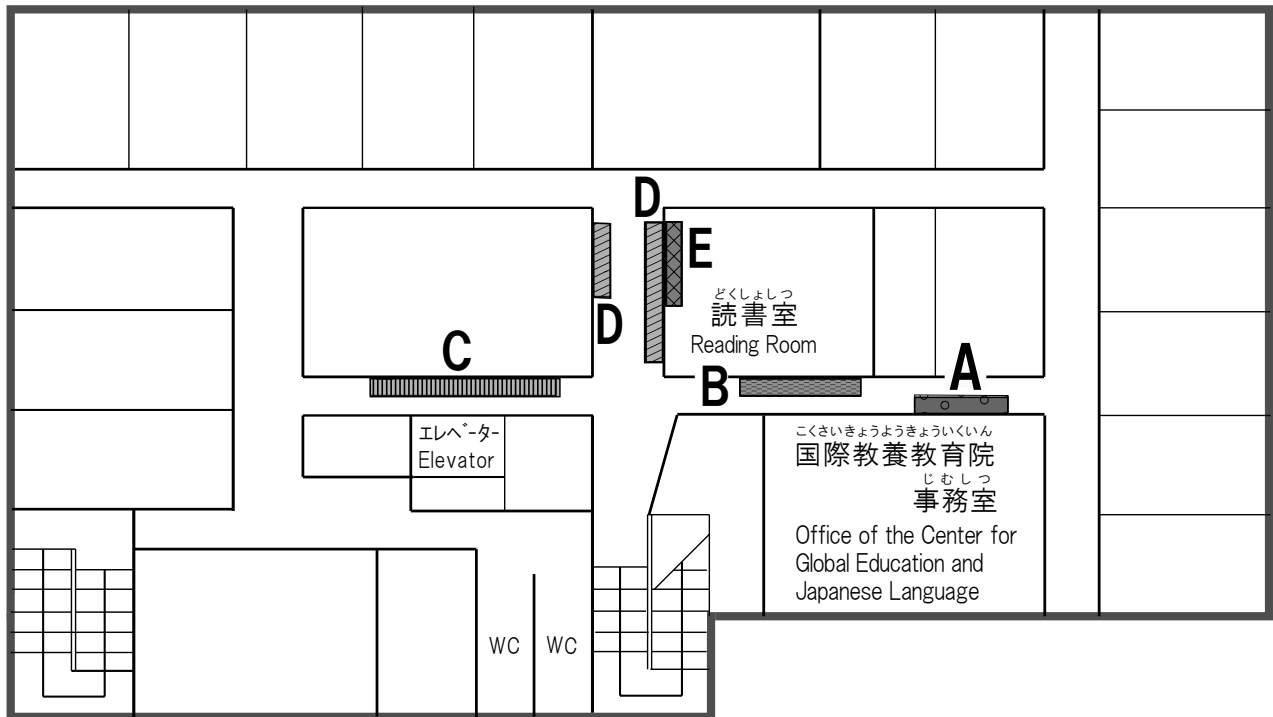 D
E
どくしょしつ
読書室
Reading Room
D
C
B
A
エレベーター
Elevator
こくさいきょうようきょういくいん
国際教養教育院
じむしつ
事務室
Office of the Center for
Global Education and
Japanese Language
WC
WC